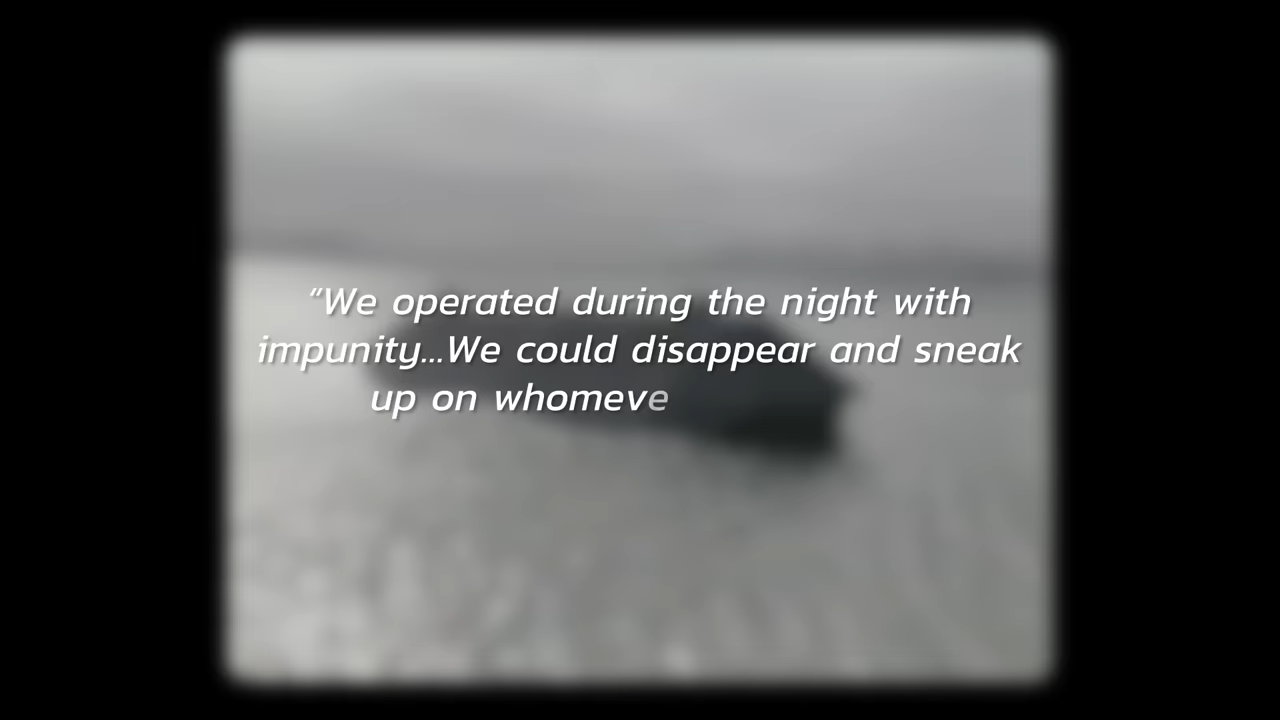 “We operated during the night with
impunity...We could disappear and sneak
up on whomeve